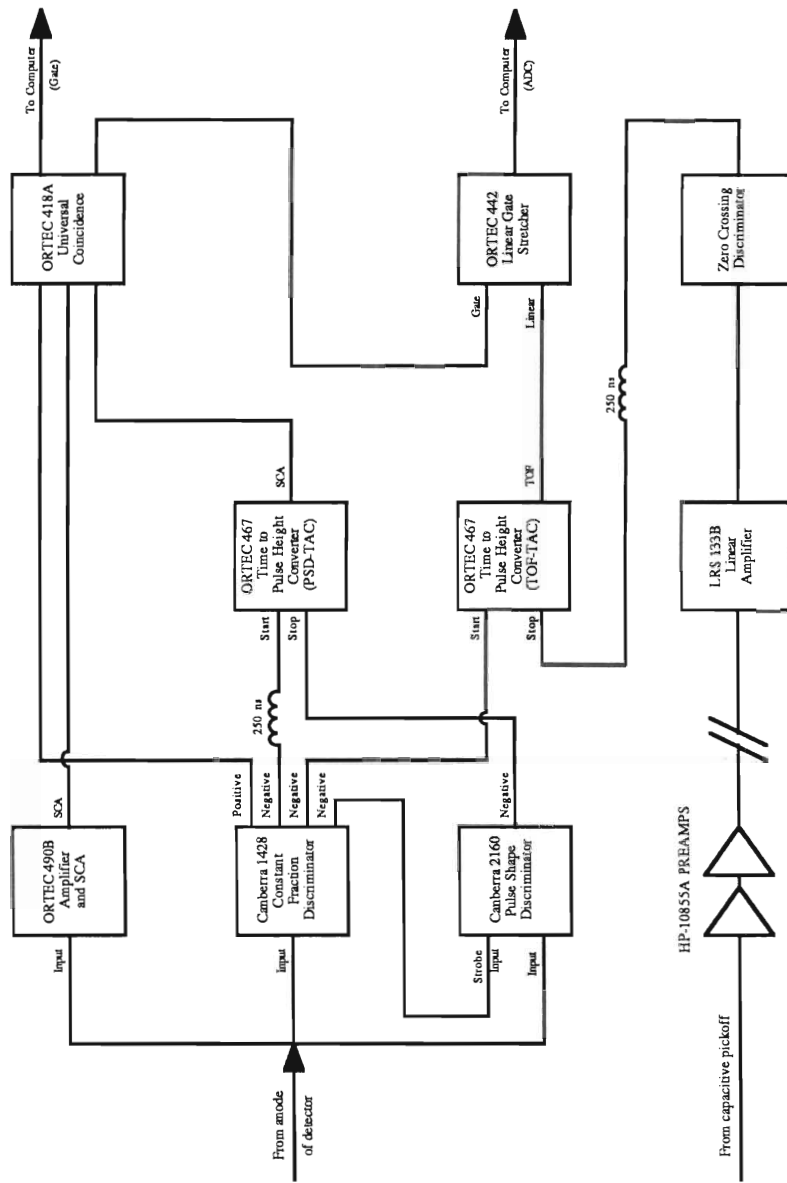 From anode
of detector
Input
ORTEC 490B
Amplifier
and SCA
SCA
Input
Canberra 1428
Constant
Fraction
Discriminator
Positive
Negative
Negative
Negative
Strobe
Input
Input
Canberra 2160
Pulse Shape
Discriminator
Negative
250 ns
Start
Stop
ORTEC 467
Time to
Pulse Height
Converter
(PSD-TAC)
SCA
Start
Stop
ORTEC 467
Time to
Pulse Height
Converter
(TOF-TAC)
TOF
ORTEC 418A
Universal
Coincidence
To Computer
(Gate)
Gate
Linear
ORTEC 442
Linear Gate
Stretcher
To Computer
(ADC)
250 ns
From capacitive pickoff
HP-10855A PREAMPS
LRS 133B
Linear
Amplifier
Zero Crossing
Discriminator